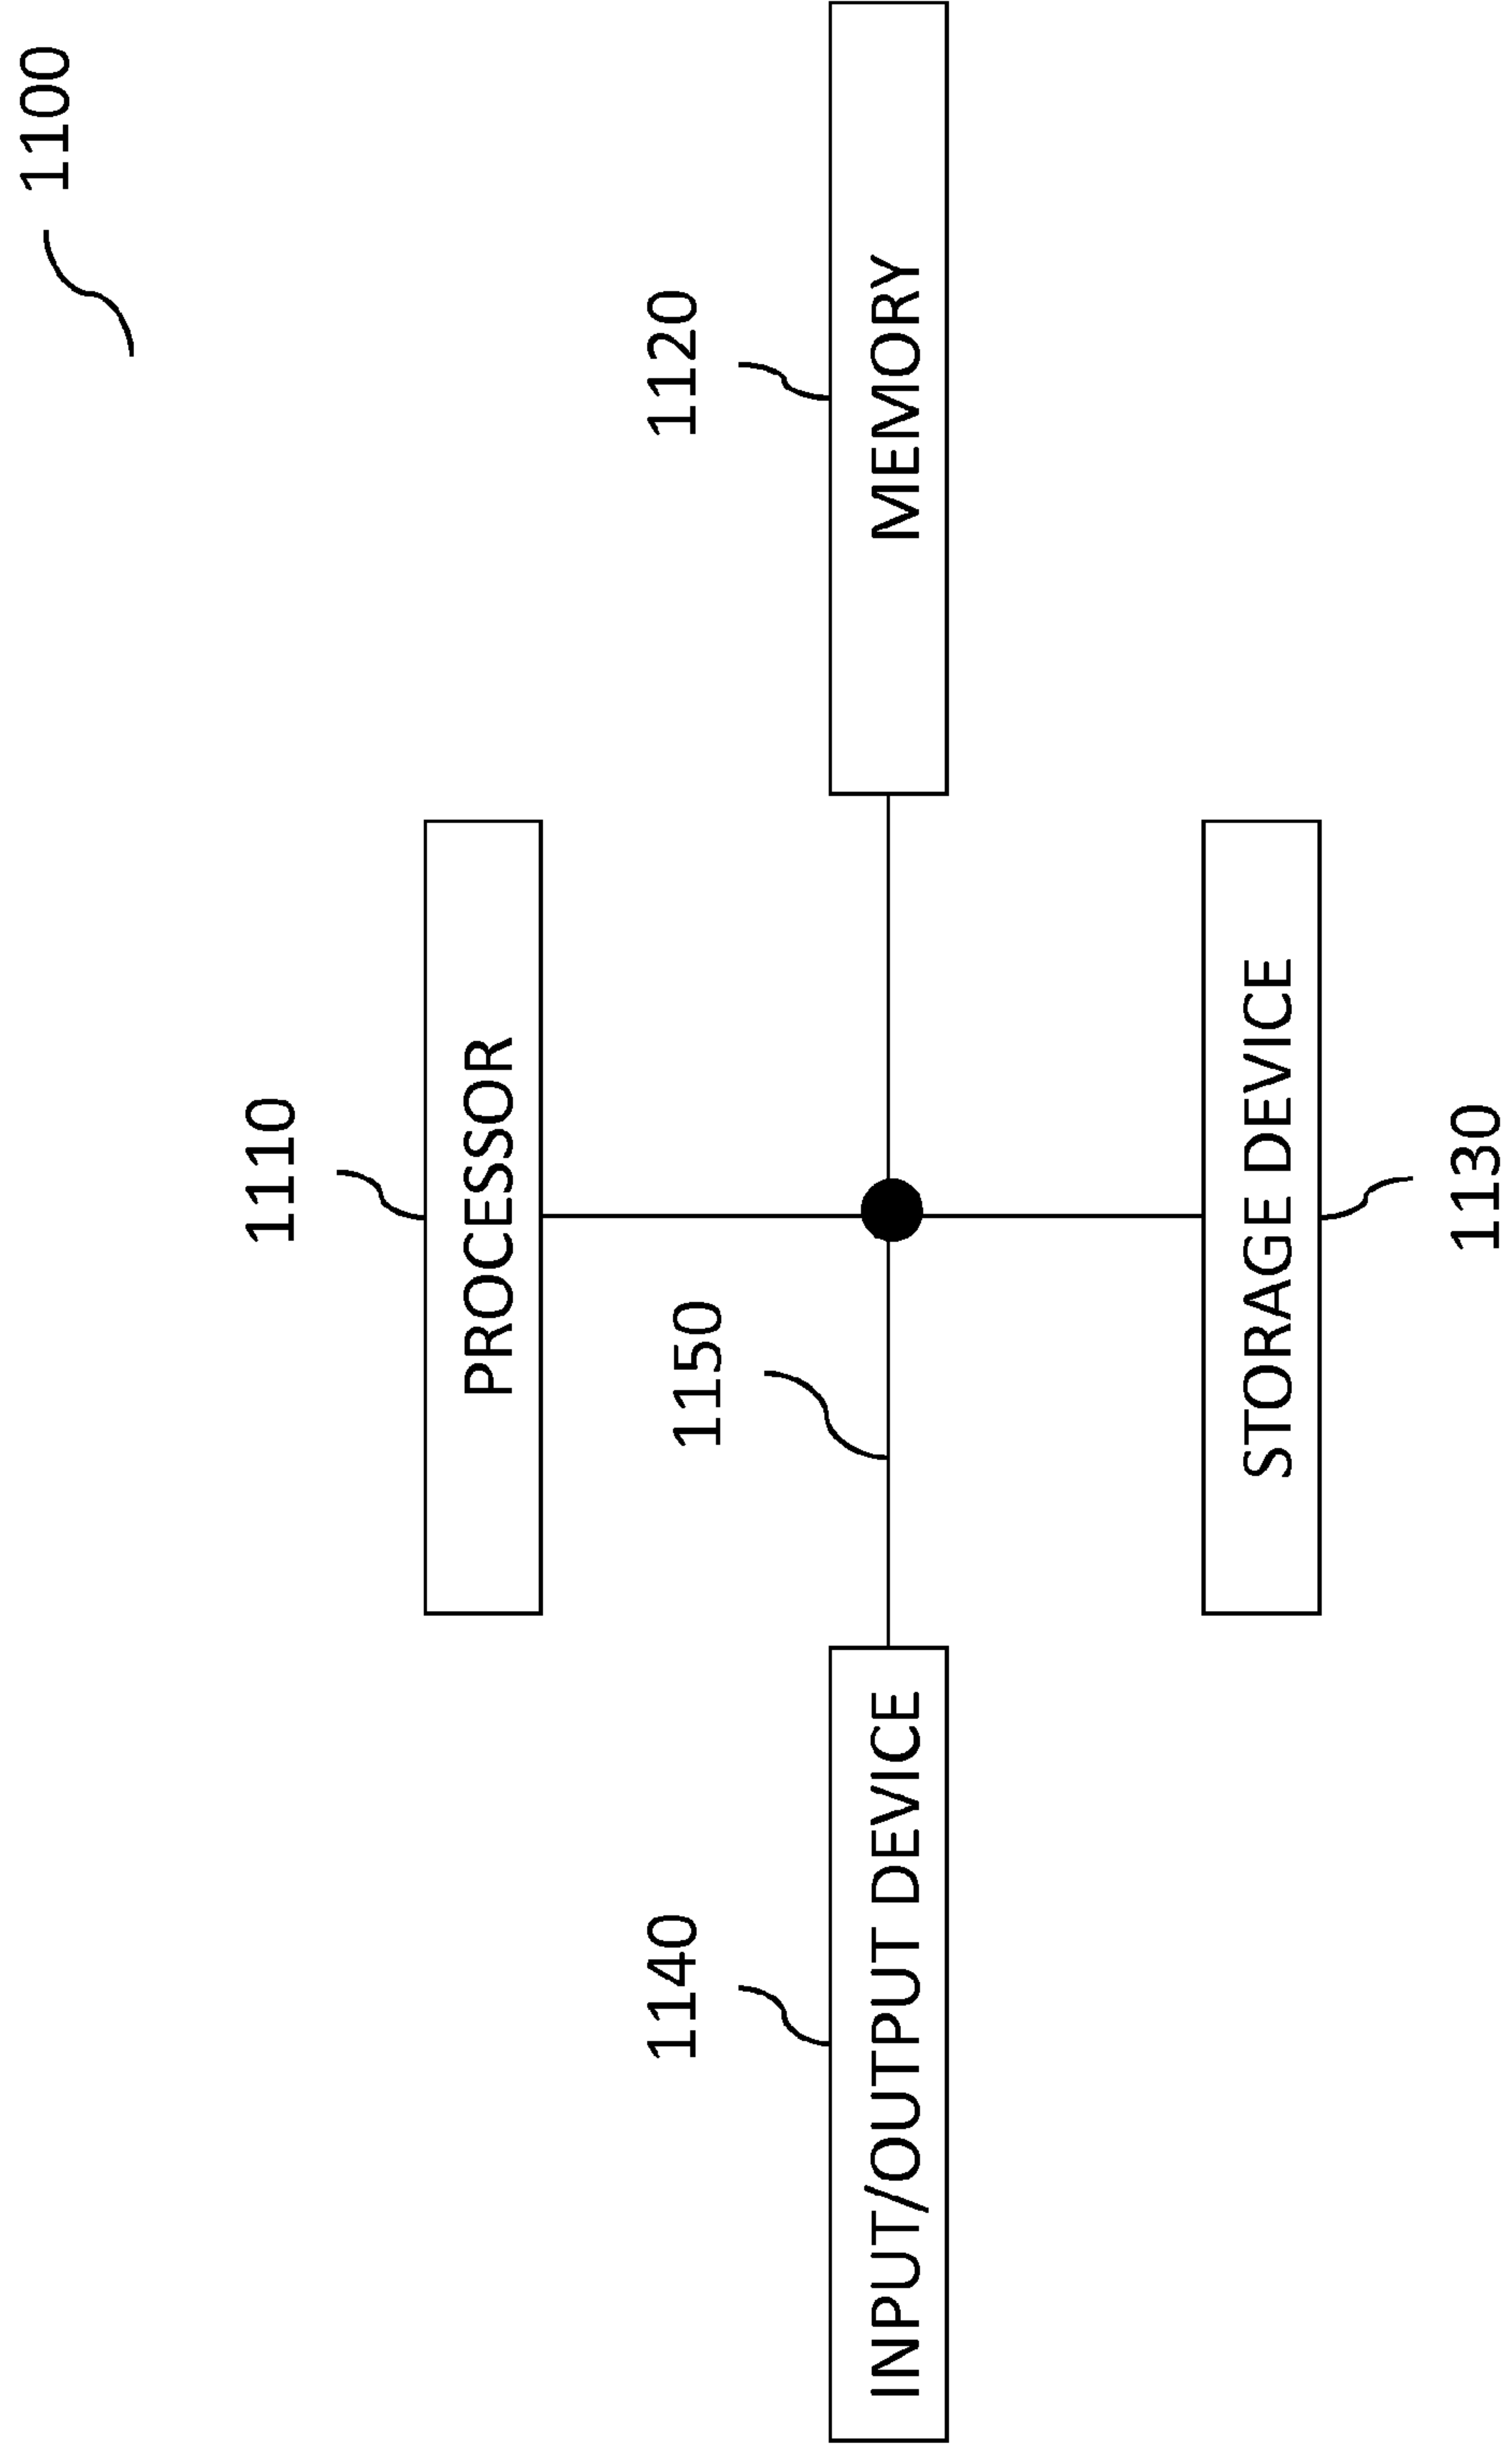 1100
1110
PROCESSOR
1140
1150
1120
INPUT/OUTPUT DEVICE
MEMORY
STORAGE DEVICE
1130